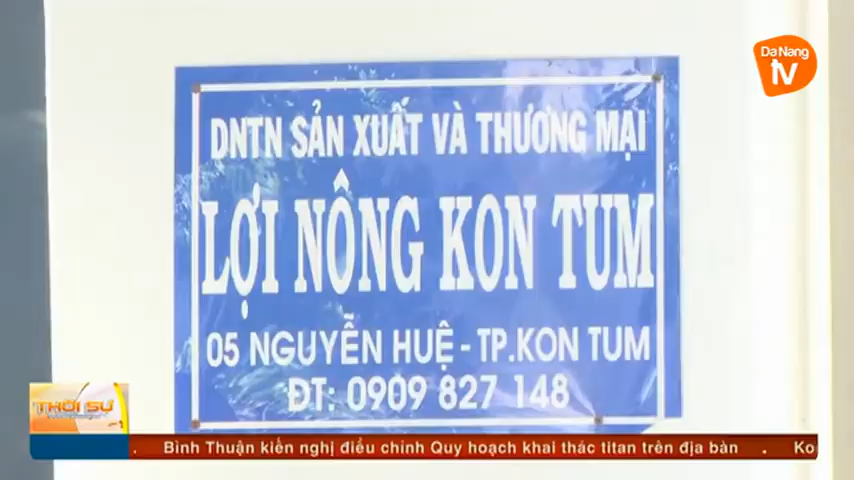 Da Nang
tv
DNTN SẢN XUẤT VÀ THƯƠNG MẠI
LỢI NÔNG KON TUM
05 NGUYỄN HUỆ - TP.KON TUM
ĐT: 0909 827 148
THỜI SỰ
. Bình Thuận kiến nghị điều chỉnh Quy hoạch khai thác titan trên địa bàn .